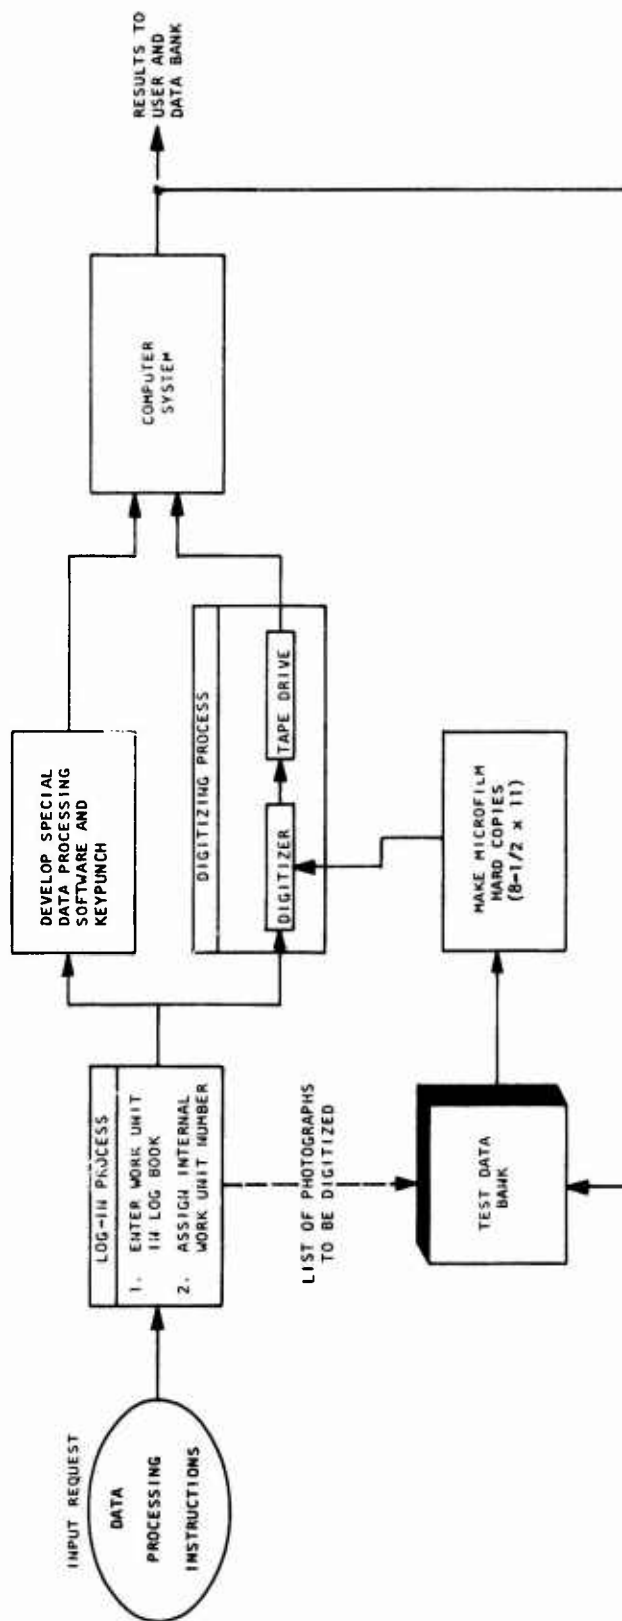 INPUT REQUEST
DATA
PROCESSING
INSTRUCTIONS
LOG-IN PROCESS
1. ENTER WORK UNIT
IN LOG BOOK
2. ASSIGN INTERNAL
WORK UNIT NUMBER
LIST OF PHOTOGRAPHS
TO BE DIGITIZED
TEST DATA
BANK
DEVELOP SPECIAL
DATA PROCESSING
SOFTWARE AND
KEYPUNCH
DIGITIZING PROCESS
DIGITIZER
TAPE DRIVE
MAKE MICROFILM
HARD COPIES
(8-1/2 x 11)
COMPUTER
SYSTEM
RESULTS TO
USER AND
DATA BANK